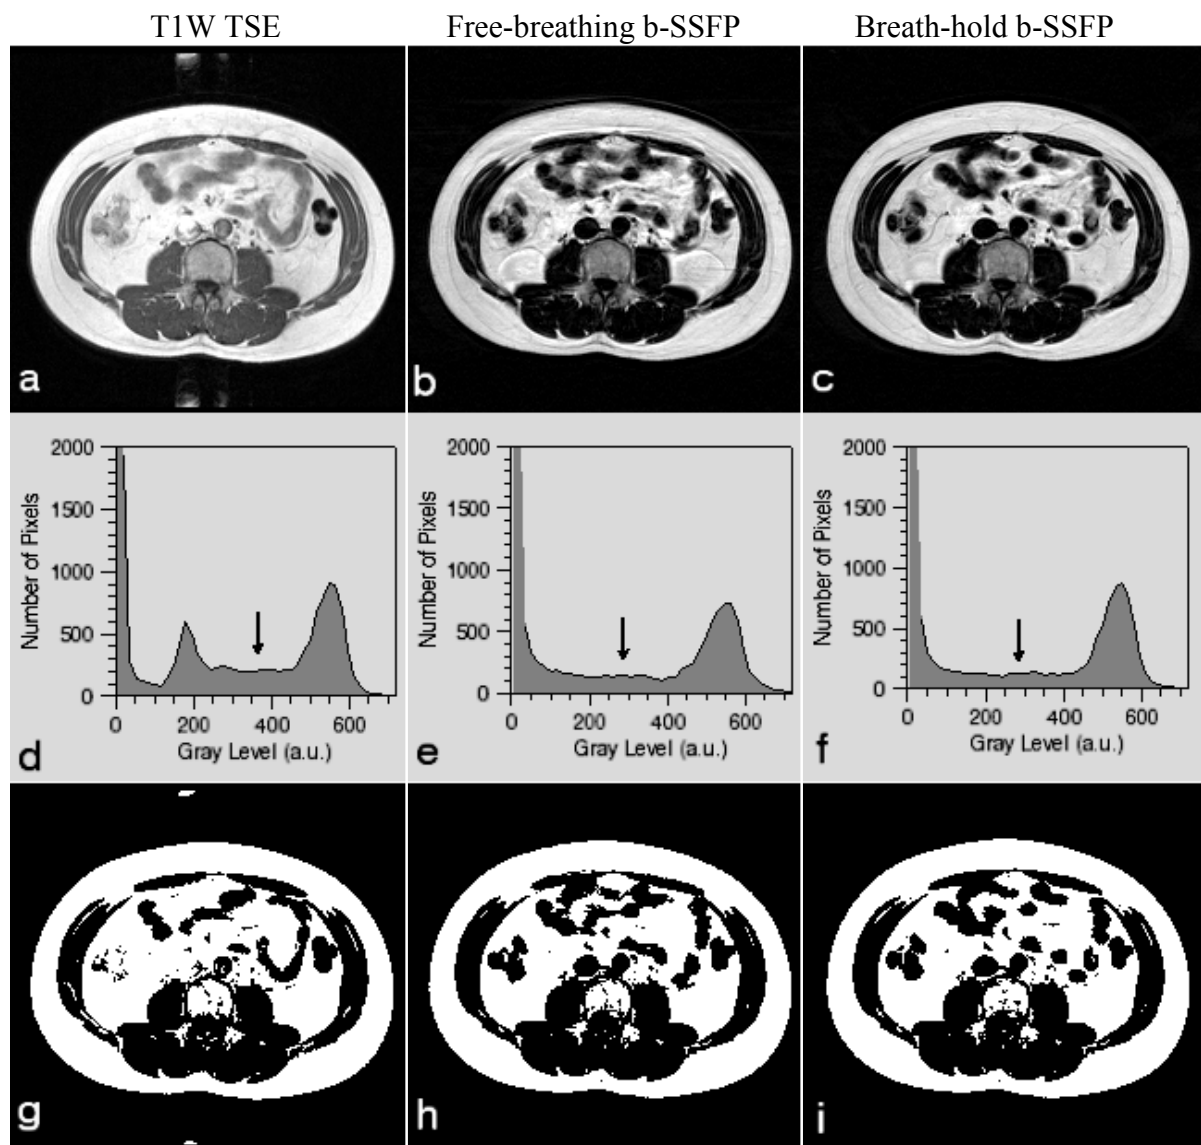 T1W TSE Free-breathing b-SSFP Breath-hold b-SSFP
a b c
2000 2000 2000
1500 1500 1500
1000 1000 1000
500 500 500
0 0 0
Number of Pixels Number of Pixels Number of Pixels
0 200 400 600 0 200 400 600 0 200 400 600
Gray Level (a.u.) Gray Level (a.u.) Gray Level (a.u.)
d e f
g h i